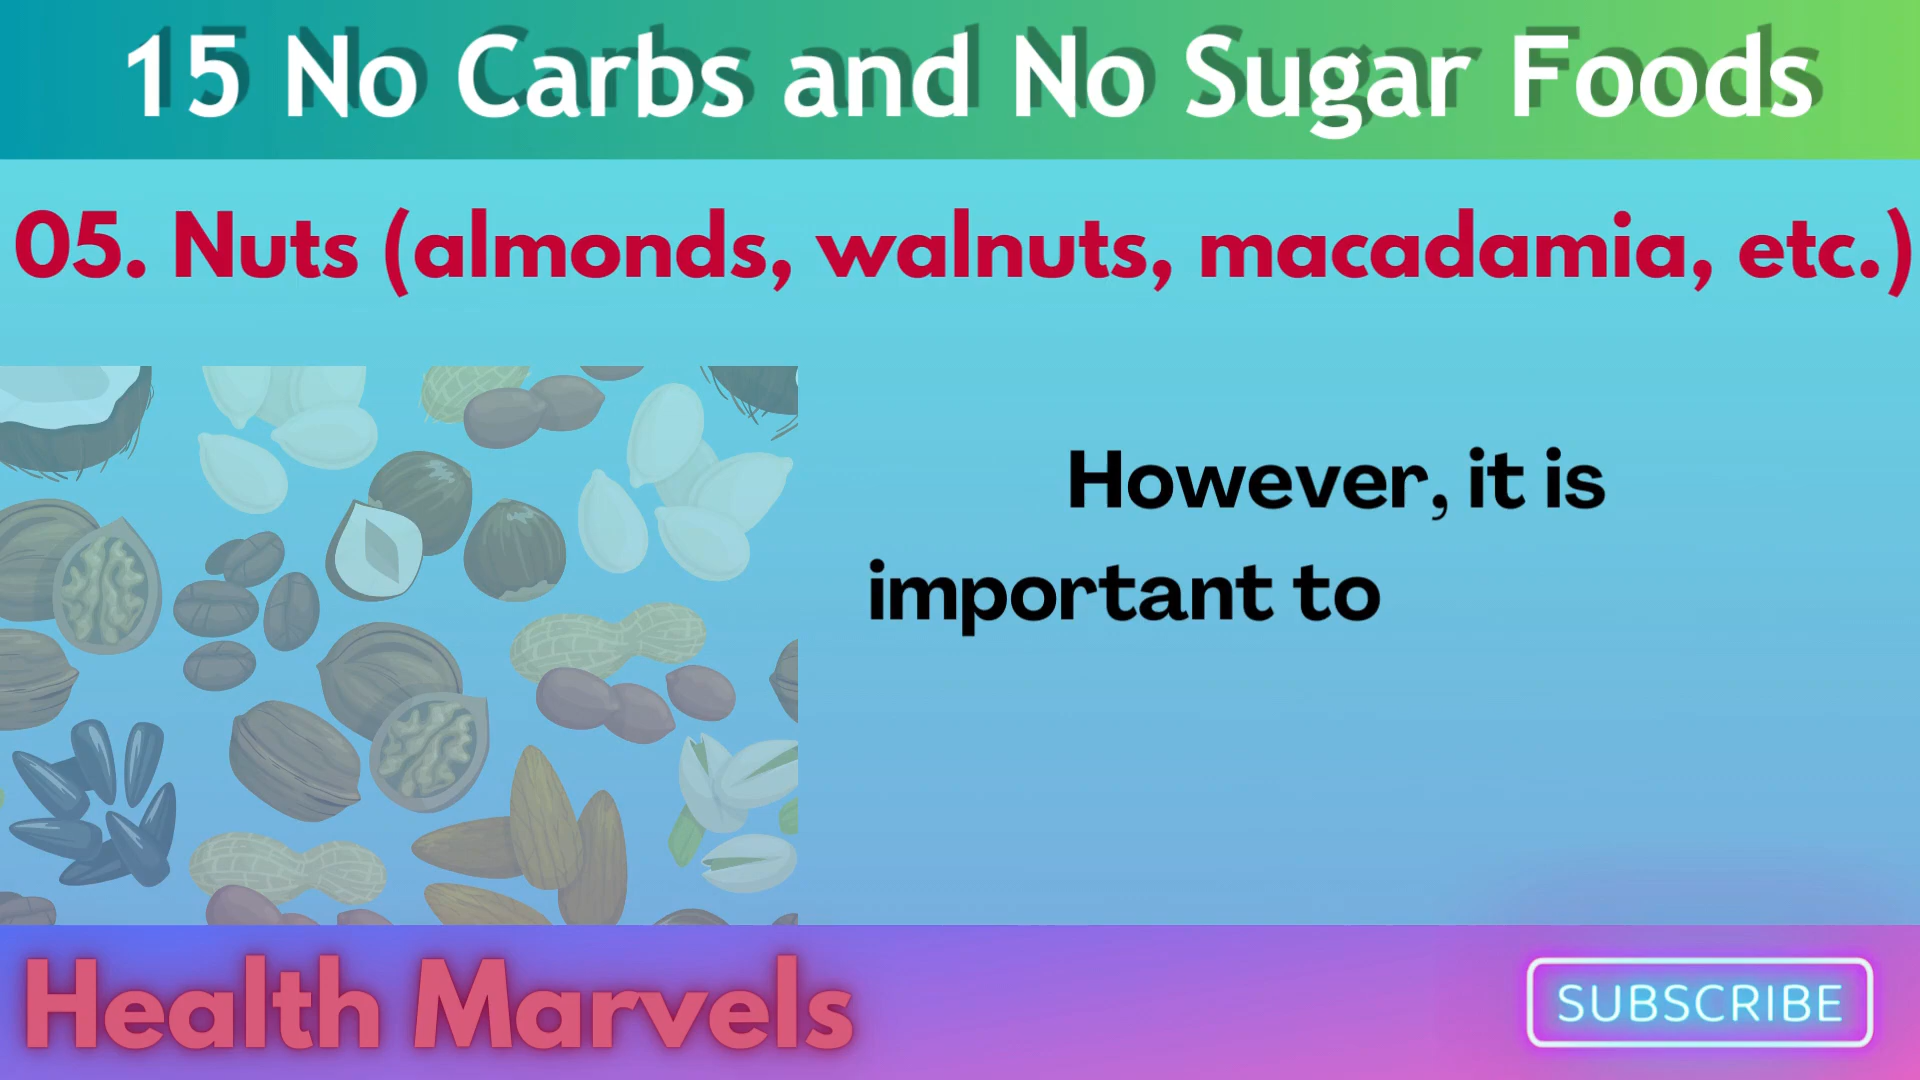 15 No Carbs and No Sugar Foods
05. Nuts (almonds, walnuts, macadamia, etc.)
However, it is
important to
Health Marvels
SUBSCRIBE